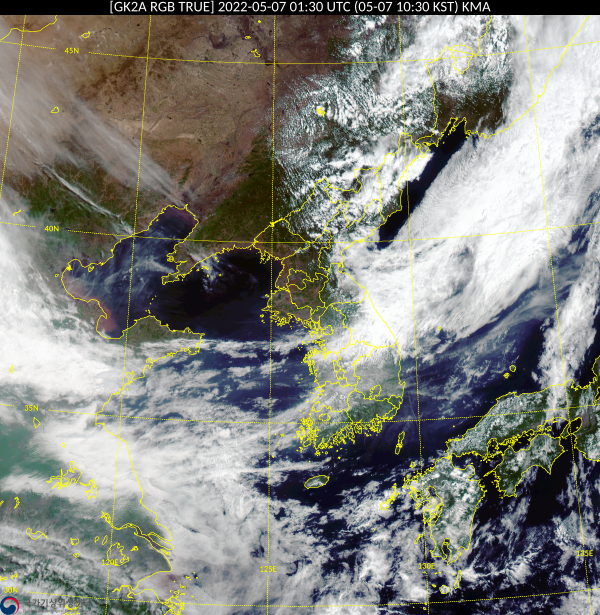 [GK2A RGB TRUE] 2022-05-07 01:30 UTC (05-07 10:30 KST) KMA
45N
40N
35N
125E
130E
135E
120E
30N